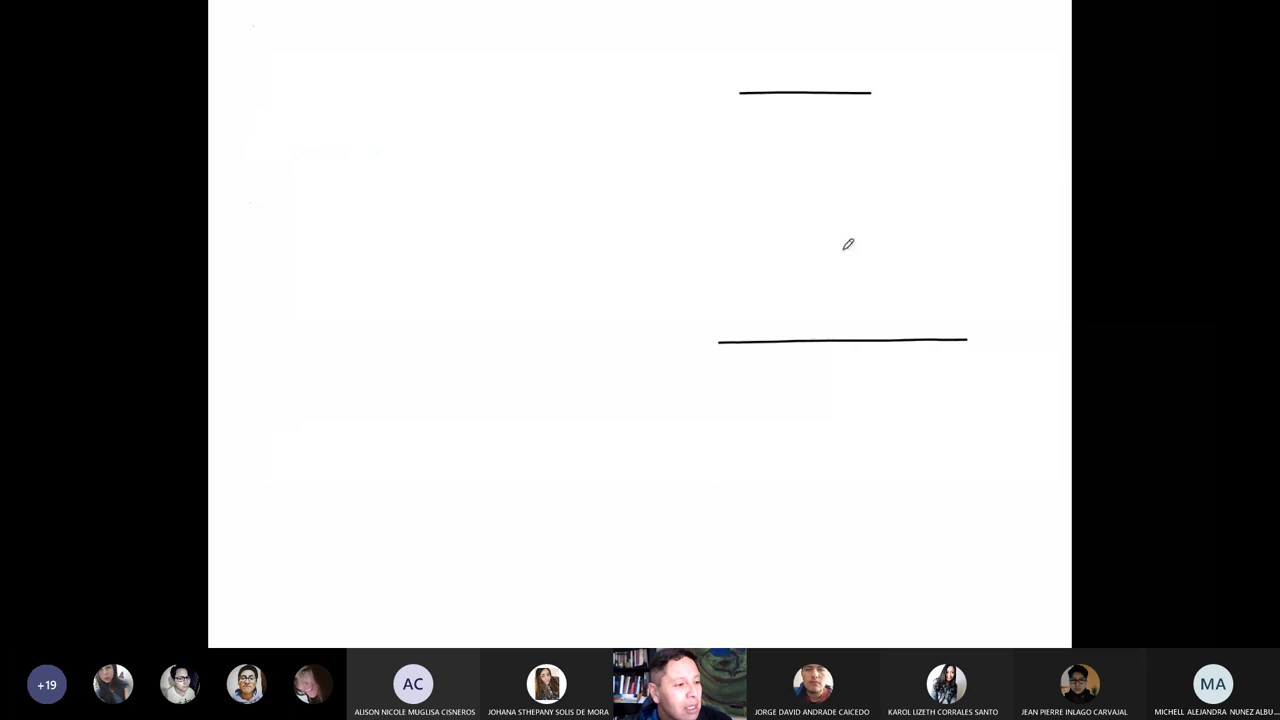 +19
AC
ALISON NICOLE MUGLISA CISNEROS
JOHANA STHEPANY SOLIS DE MORA
JORGE DAVID ANDRADE CAICEDO
KAROL LIZETH CORRALES SANTO
JEAN PIERRE INLAGO CARVAJAL
MA
MICHELL ALEJANDRA NUNEZ ALBU